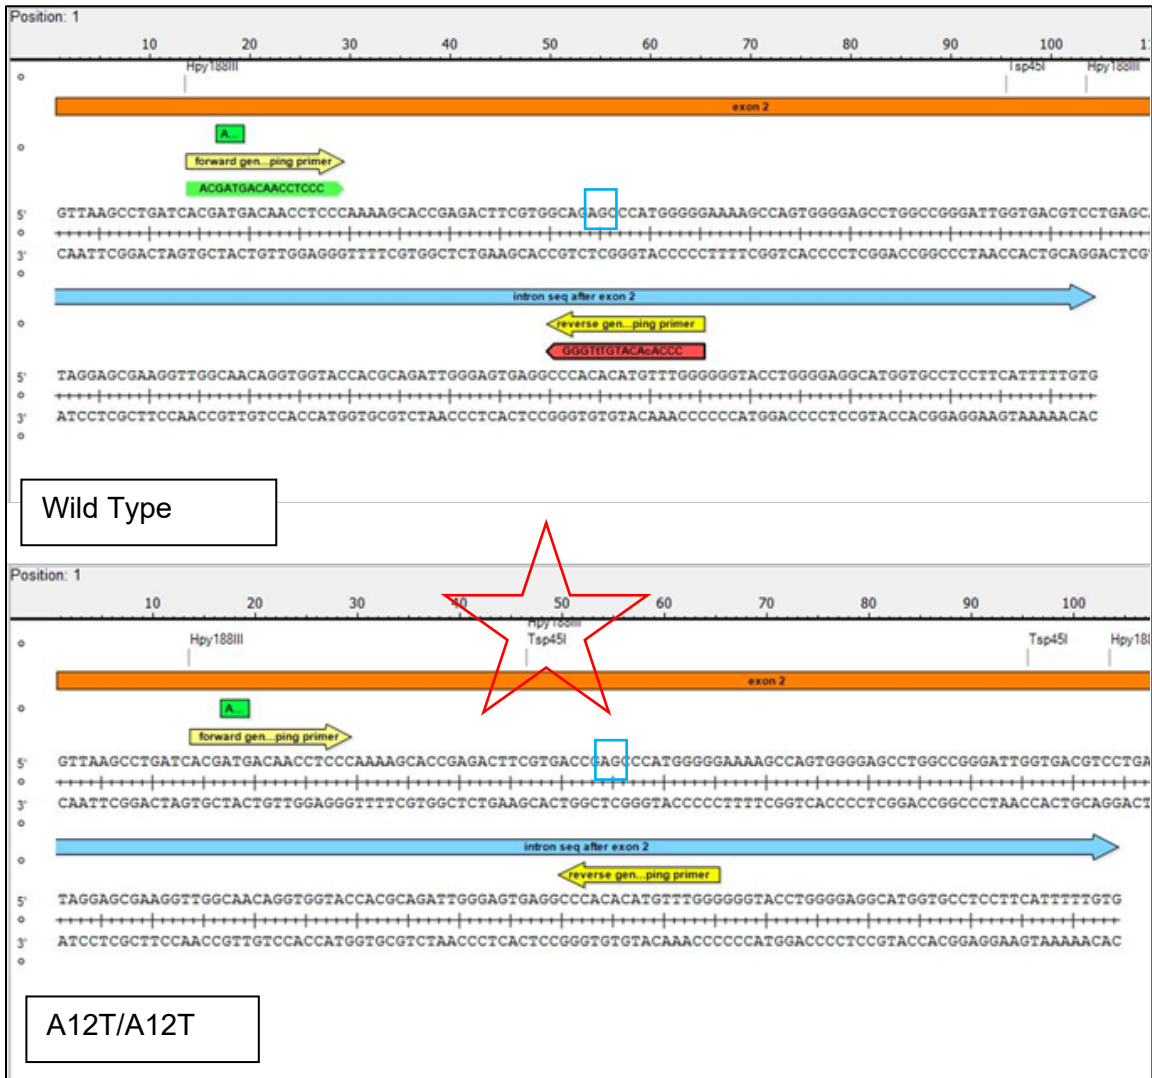 Position: 1
10 20 30 40 50 60 70 80 90 100
Hpy188III Tsp45I Hpy188III
exon 2
A...
forward gen...ping primer
ACGATGACAACCTCCC
5' GTTAAGCCTGATCACGATGACAACCTCCCAAAAGCACCGAGACTTCGTGGCAGAGCCCATGGGGGAAAAGCCAGTGGGGAGCCTGGCCGGGATTGGTGACGTCCTGAGC
3' CAATTCGGACTAGTGCTACTGTTGGAGGGTTTTCGTGGCTCTGAAGCACCGTCTCGGGTACCCCCTTTTCGGTCACCCCTCGGACCGGCCCTAACCACTGCAGGACTCG
intron seq after exon 2
reverse gen...ping primer
GGGTtTGTACAcACCC
5' TAGGAGCGAAGGTTGGCAACAGGTGGTACCACGCAGATTGGGAGTGAGGCCCACACATGTTTGGGGGGTACCTGGGGAGGCATGGTGCCTCCTTCATTTTTGTG
3' ATCCTCGCTTCCAACCGTTGTCCACCATGGTGCGTCTAACCCTCACTCCGGGTGTGTACAAACCCCCCATGGACCCCTCCGTACCACGGAGGAAGTAAAAACAC
Wild Type
Position: 1
10 20 30 40 50 60 70 80 90 100
Hpy188III
Hpy188III Tsp45I Tsp45I Hpy188
exon 2
A...
forward gen...ping primer
5' GTTAAGCCTGATCACGATGACAACCTCCCAAAAGCACCGAGACTTCGTGACCGAGCCCATGGGGGAAAAGCCAGTGGGGAGCCTGGCCGGGATTGGTGACGTCCTGA
3' CAATTCGGACTAGTGCTACTGTTGGAGGGTTTTCGTGGCTCTGAAGCACTGGCTCGGGTACCCCCTTTTCGGTCACCCCTCGGACCGGCCCTAACCACTGCAGGACT
intron seq after exon 2
reverse gen...ping primer
5' TAGGAGCGAAGGTTGGCAACAGGTGGTACCACGCAGATTGGGAGTGAGGCCCACACATGTTTGGGGGGTACCTGGGGAGGCATGGTGCCTCCTTCATTTTTGTG
3' ATCCTCGCTTCCAACCGTTGTCCACCATGGTGCGTCTAACCCTCACTCCGGGTGTGTACAAACCCCCCATGGACCCCTCCGTACCACGGAGGAAGTAAAAACAC
A12T/A12T